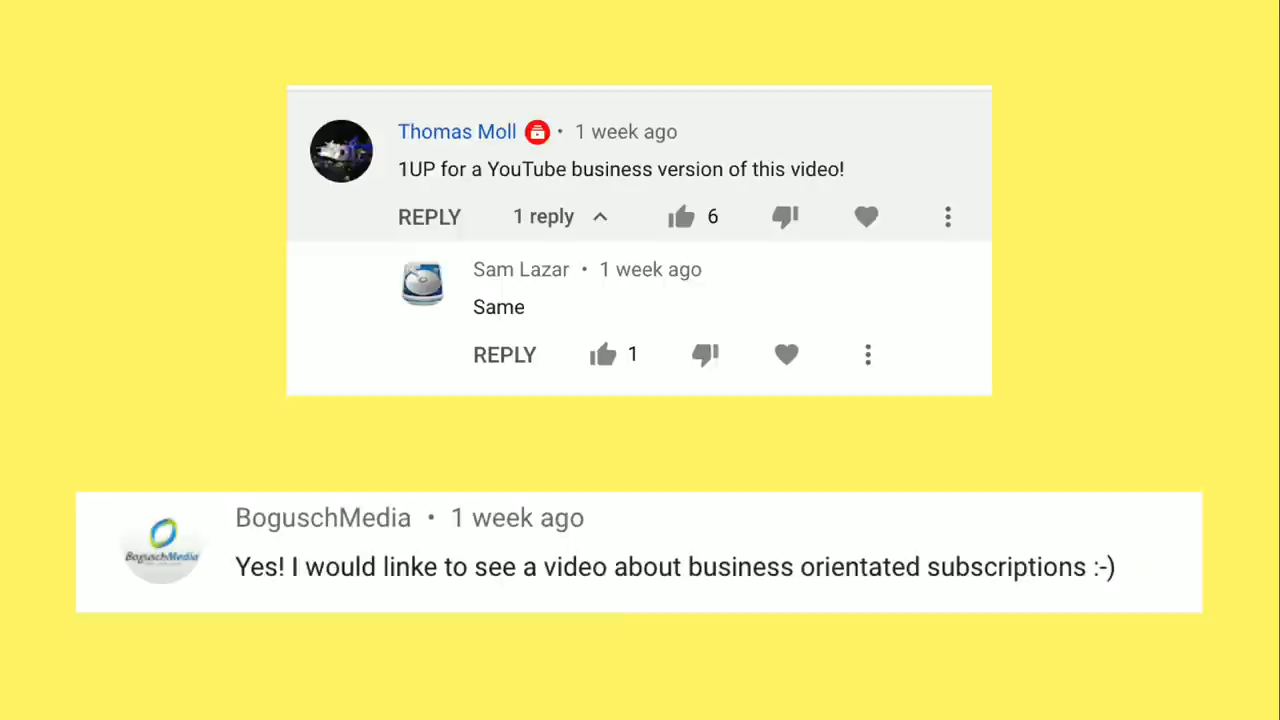 Thomas Moll • 1 week ago
1UP for a YouTube business version of this video!
REPLY 1 reply 6
Sam Lazar • 1 week ago
Same
REPLY 1
BoguschMedia • 1 week ago
BoguschMedia
Yes! I would linke to see a video about business orientated subscriptions :-)